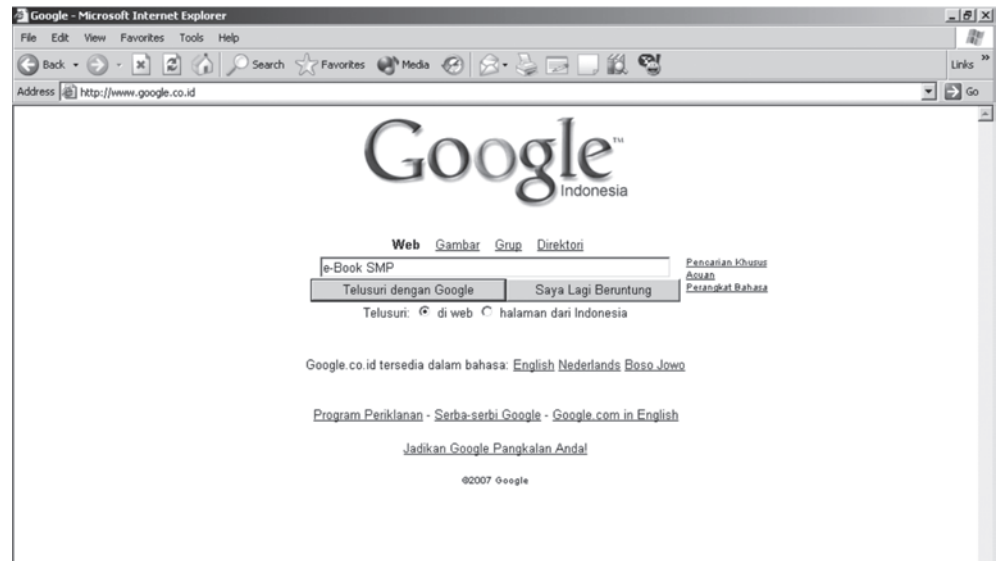 Google - Microsoft Internet Explorer
File Edit View Favorites Tools Help
Back Search Favorites Media Links
Address http://www.google.co.id Go
Google™
Indonesia
Web Gambar Grup Direktori
e-Book SMP
Pencarian Khusus
Acuan
Perangkat Bahasa
Telusuri dengan Google Saya Lagi Beruntung
Telusuri: di web halaman dari Indonesia
Google.co.id tersedia dalam bahasa: English Nederlands Boso Jowo
Program Periklanan - Serba-serbi Google - Google.com in English
Jadikan Google Pangkalan Anda!
©2007 Google